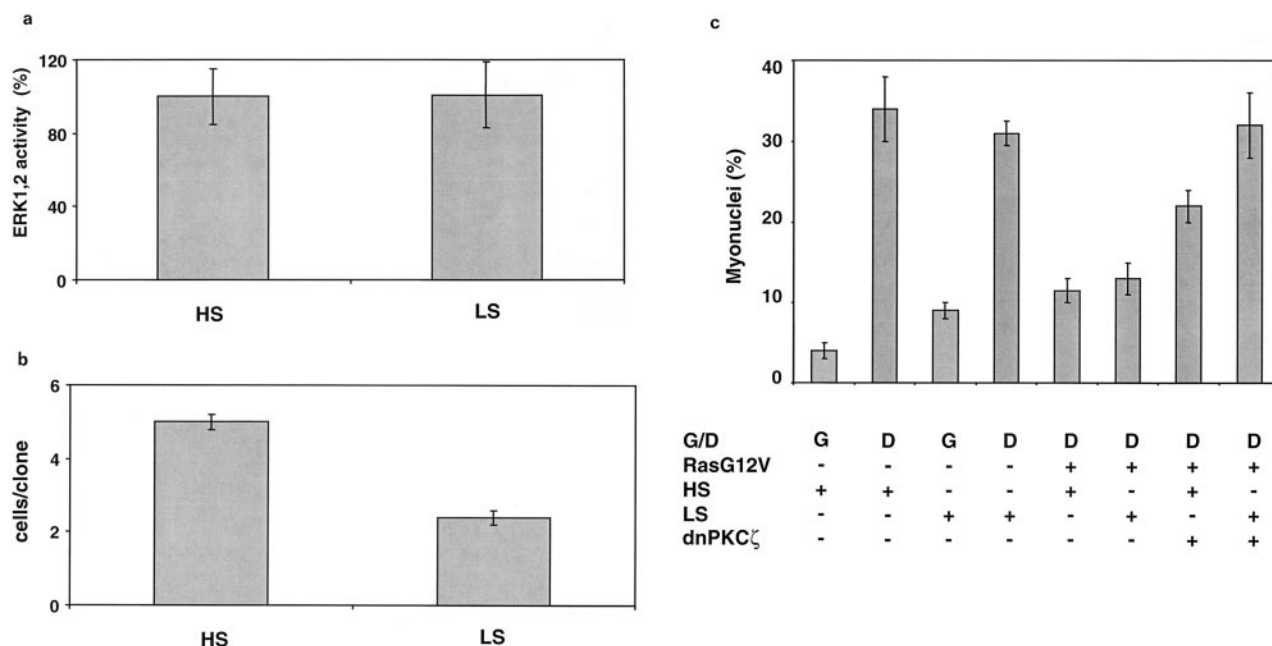 a
ERK1,2 activity (%)
120
80
40
0
HS LS
b
cells/clone
6
4
2
0
HS LS
c
Myonuclei (%)
40
30
20
10
0
G/D G D G D D D D D
RasG12V - - - - + + + +
HS + + - - + - + -
LS - - + + - + - +
dnPKCζ - - - - - - + +